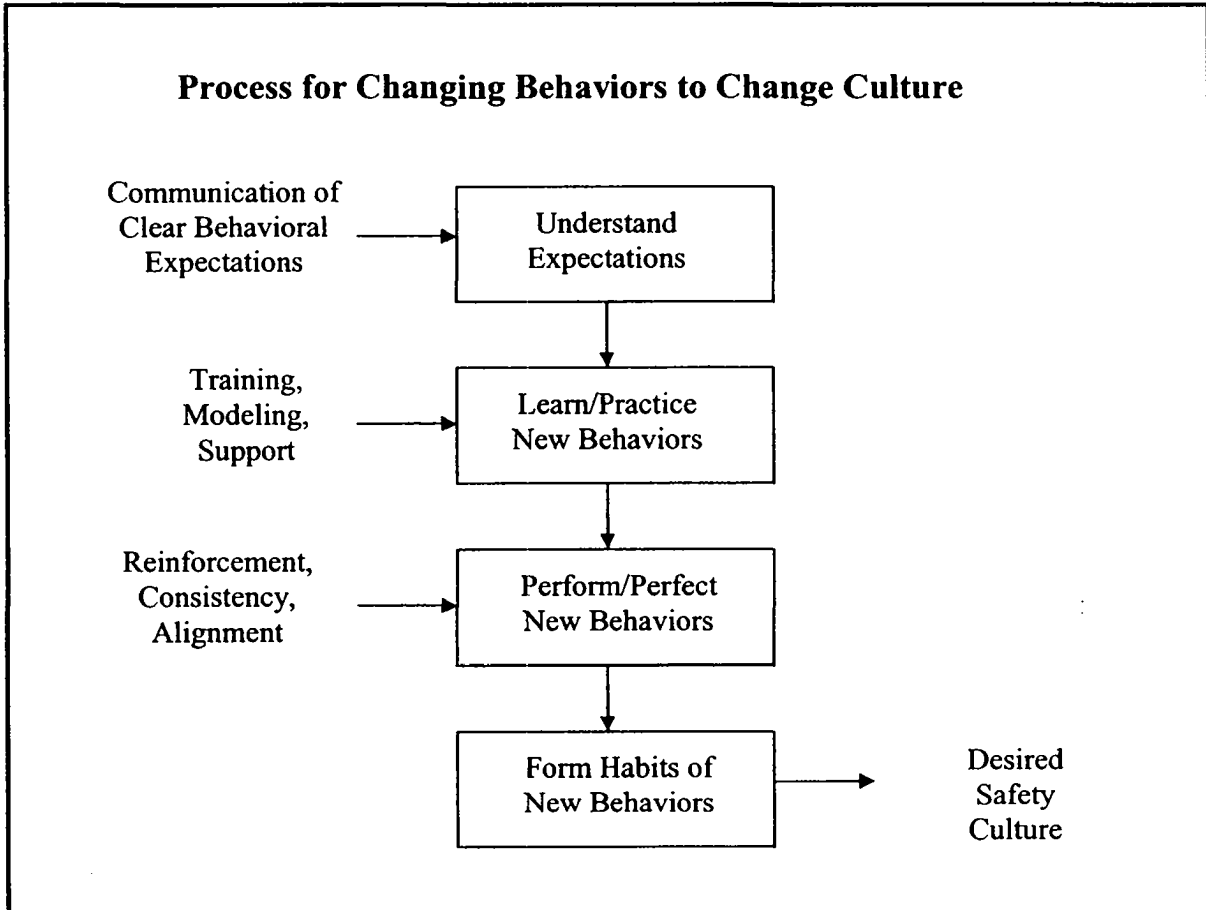 Process for Changing Behaviors to Change Culture
Communication of
Clear Behavioral
Expectations
Understand
Expectations
Training,
Modeling,
Support
Learn/Practice
New Behaviors
Reinforcement,
Consistency,
Alignment
Perform/Perfect
New Behaviors
Form Habits of
New Behaviors
Desired
Safety
Culture